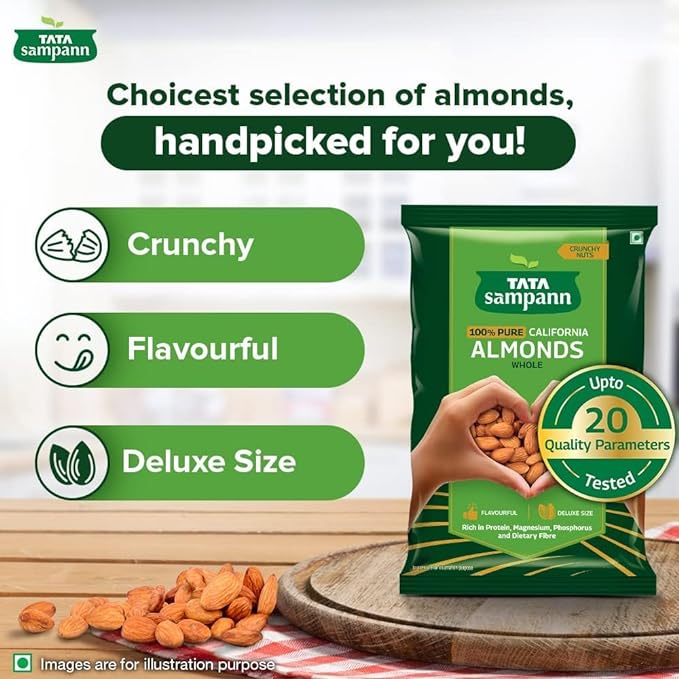 TATA
sampann
Choicest selection of almonds,
handpicked for you!
Crunchy
Flavourful
Deluxe Size
CRUNCHY
NUTS
TATA
sampann
100% PURE CALIFORNIA
ALMONDS
WHOLE
Upto
20
Quality Parameters
Tested
FLAVOURFUL
DELUXE SIZE
Rich in Protein, Magnesium, Phosphorus
and Dietary Fibre
Images are for illustration purpose